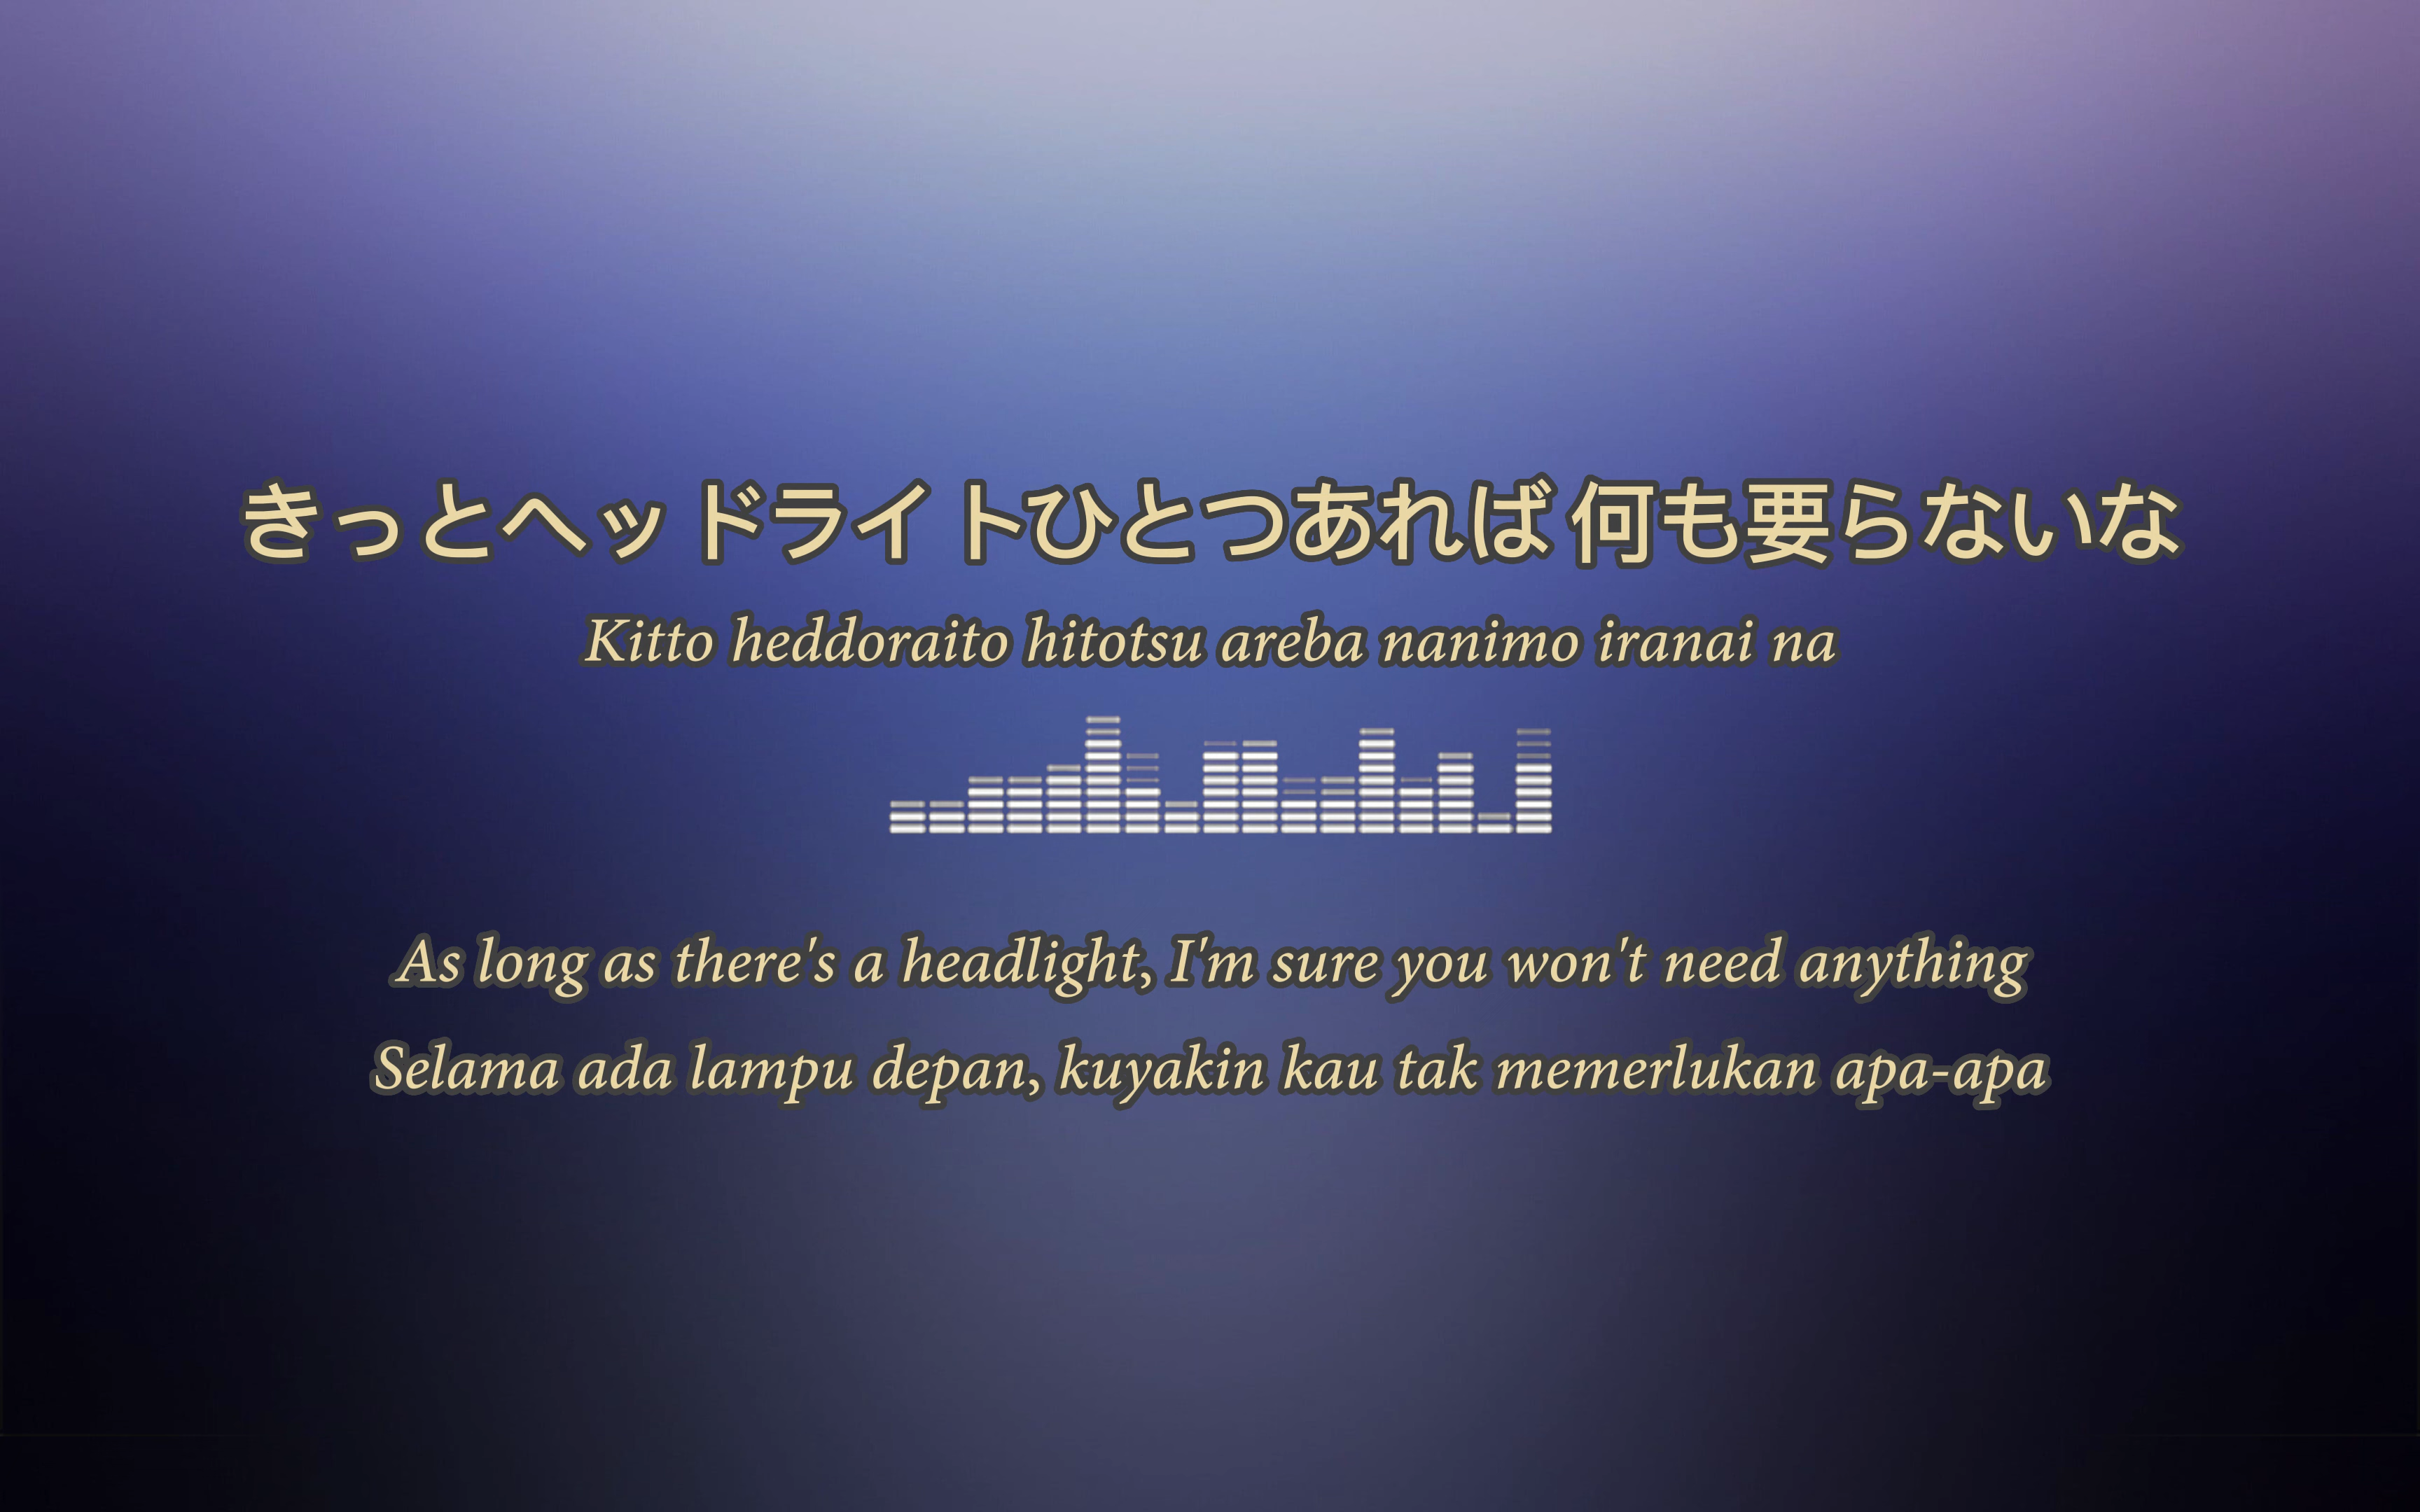 きっとヘッドライトひとつあれば 何も要らないな
Kitto heddoraito hitotsu areba nanimo iranai na
As long as there's a headlight, I'm sure you won't need anything
Selama ada lampu depan, kuyakin kau tak memerlukan apa-apa